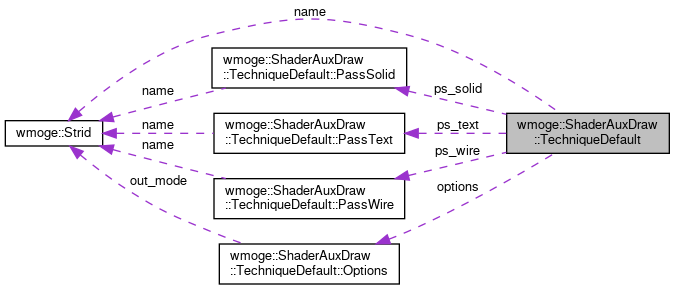 name
wmoge::ShaderAuxDraw
::TechniqueDefault::PassSolid
ps_solid
name
wmoge::Strid
name
wmoge::ShaderAuxDraw
::TechniqueDefault::PassText
ps_text
wmoge::ShaderAuxDraw
::TechniqueDefault
name
ps_wire
out_mode
wmoge::ShaderAuxDraw
::TechniqueDefault::PassWire
options
wmoge::ShaderAuxDraw
::TechniqueDefault::Options